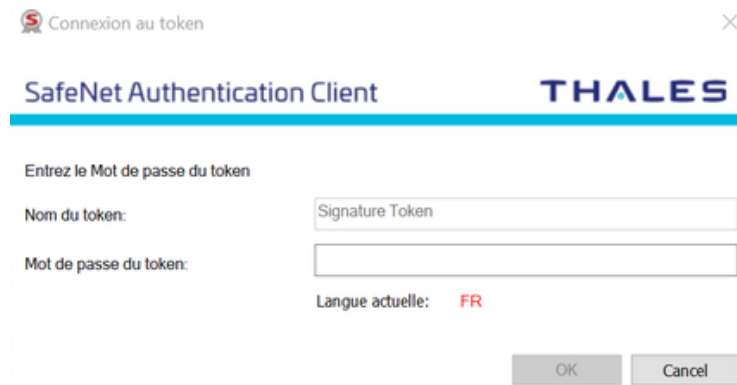 Connexion au token
SafeNet Authentication Client THALES
Entrez le Mot de passe du token
Nom du token: Signature Token
Mot de passe du token:
Langue actuelle: FR
OK Cancel